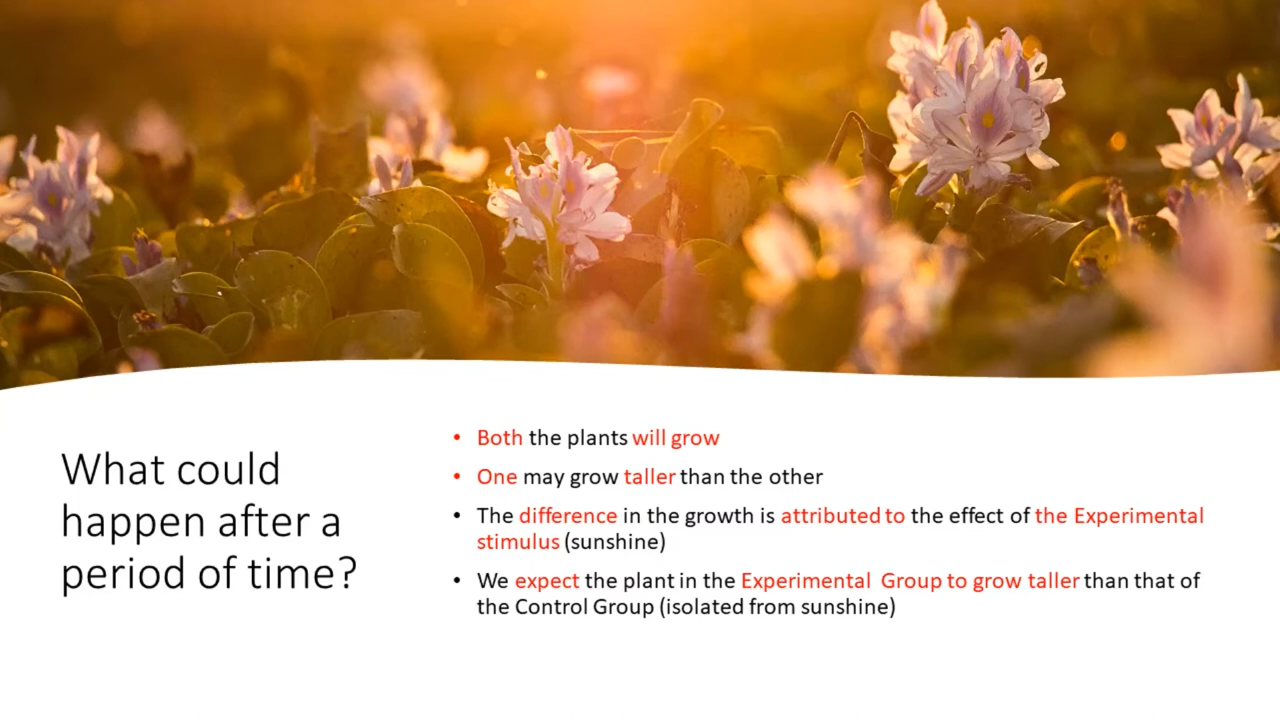 What could
happen after a
period of time?
• Both the plants will grow
• One may grow taller than the other
• The difference in the growth is attributed to the effect of the Experimental
stimulus (sunshine)
• We expect the plant in the Experimental Group to grow taller than that of
the Control Group (isolated from sunshine)